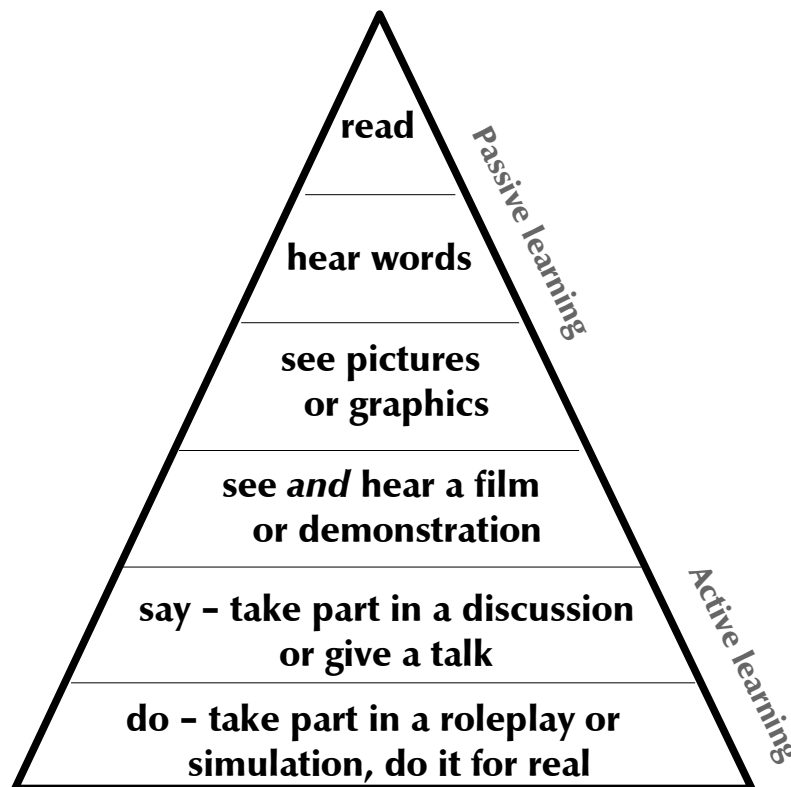 read
Passive learning
hear words
see pictures
or graphics
see and hear a film
or demonstration
say – take part in a discussion
or give a talk
Active learning
do – take part in a roleplay or
simulation, do it for real